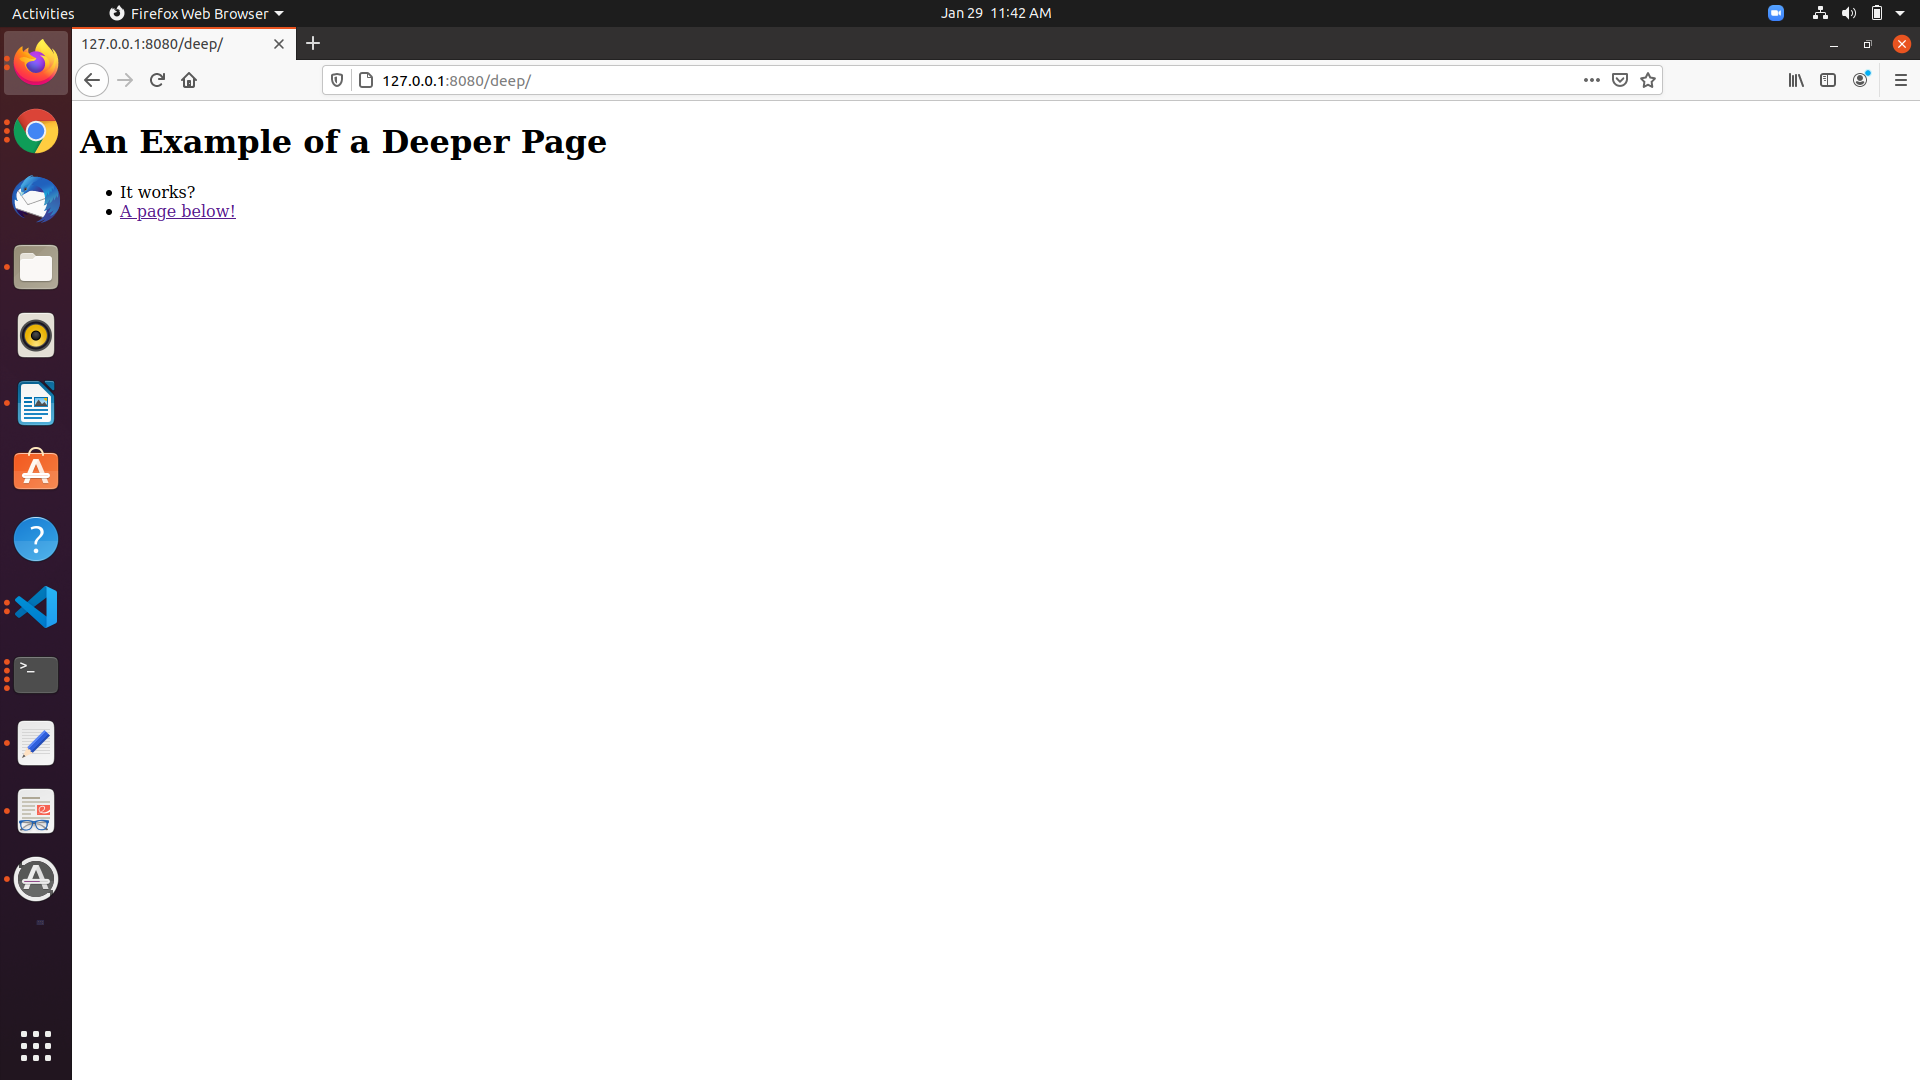 Activities
Firefox Web Browser
Jan 29 11:42 AM
127.0.0.1:8080/deep/
127.0.0.1:8080/deep/
An Example of a Deeper Page
It works?
A page below!